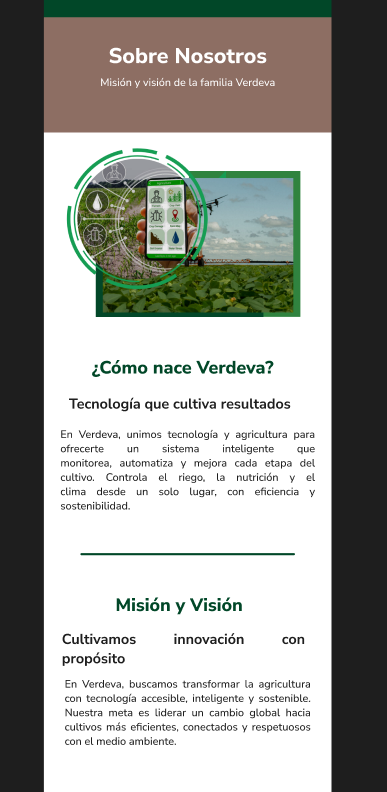 Sobre Nosotros
Misión y visión de la familia Verdeva
¿Cómo nace Verdeva?
Tecnología que cultiva resultados
En Verdeva, unimos tecnología y agricultura para
ofrecerte un sistema inteligente que
monitorea, automatiza y mejora cada etapa del
cultivo. Controla el riego, la nutrición y el
clima desde un solo lugar, con eficiencia y
sostenibilidad.
Misión y Visión
Cultivamos innovación con
propósito
En Verdeva, buscamos transformar la agricultura
con tecnología accesible, inteligente y sostenible.
Nuestra meta es liderar un cambio global hacia
cultivos más eficientes, conectados y respetuosos
con el medio ambiente.